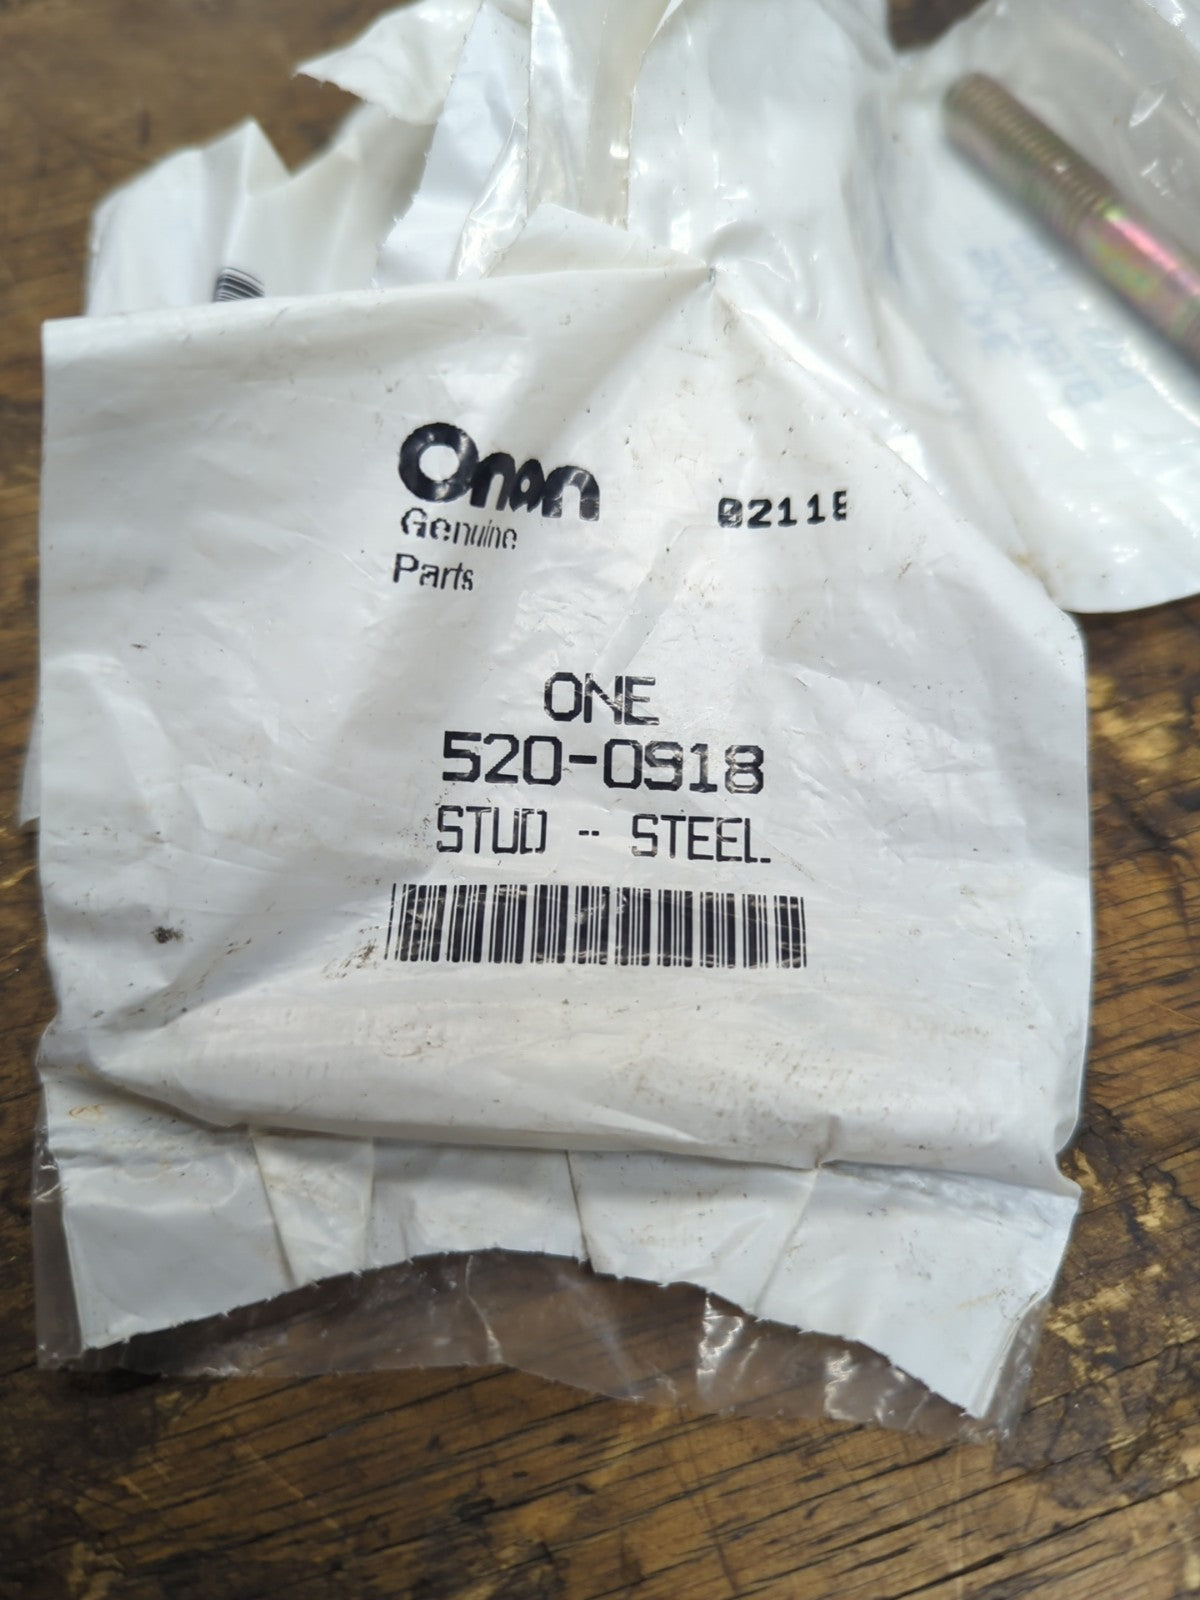 Onan
Genuine
Parts
ONE
520-0918
STUD -- STEEL